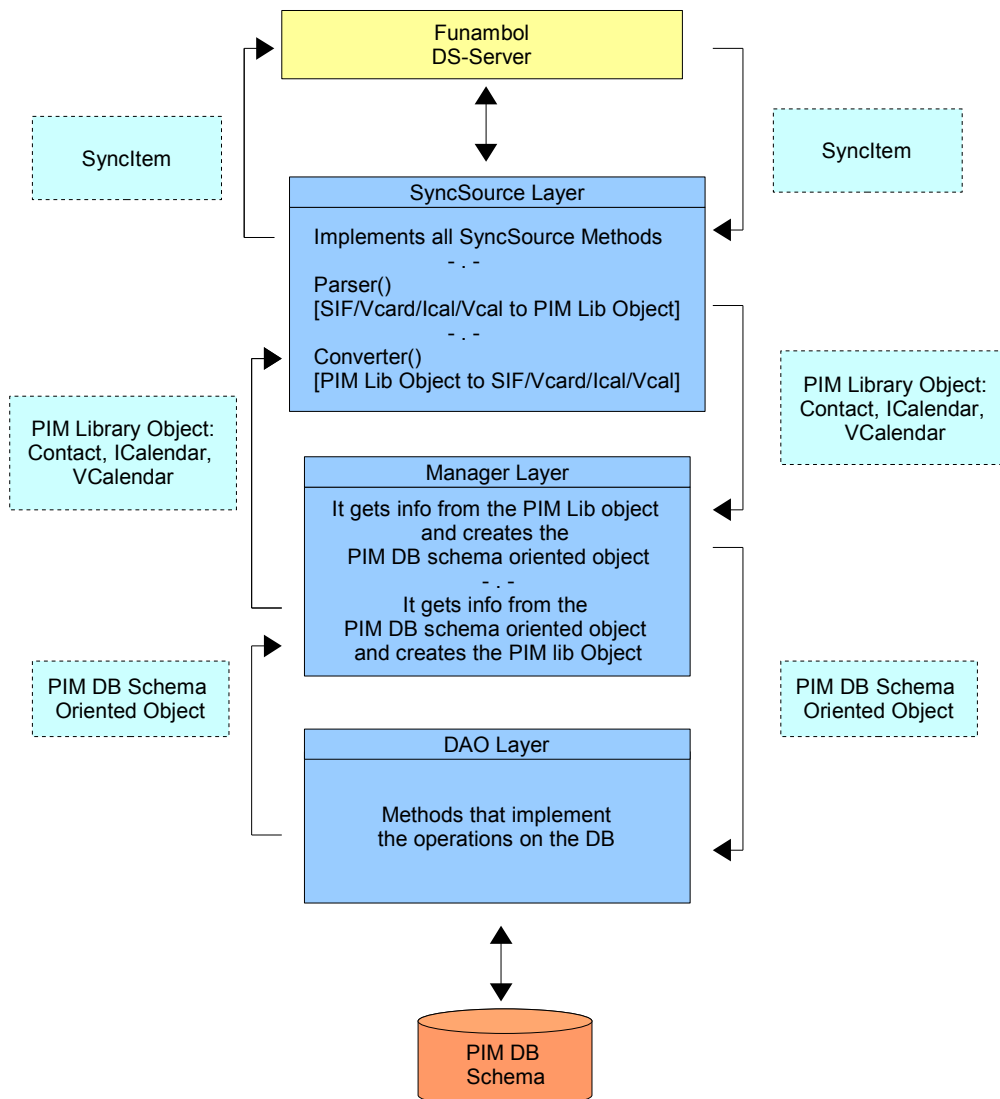 Funambol
DS-Server
SyncItem
SyncItem
SyncSource Layer
Implements all SyncSource Methods
- . -
Parser()
[SIF/Vcard/Ical/Vcal to PIM Lib Object]
- . -
Converter()
[PIM Lib Object to SIF/Vcard/Ical/Vcal]
PIM Library Object:
Contact, ICalendar,
VCalendar
PIM Library Object:
Contact, ICalendar,
VCalendar
Manager Layer
It gets info from the PIM Lib object
and creates the
PIM DB schema oriented object
- . -
It gets info from the
PIM DB schema oriented object
and creates the PIM lib Object
PIM DB Schema
Oriented Object
PIM DB Schema
Oriented Object
DAO Layer
Methods that implement
the operations on the DB
PIM DB
Schema